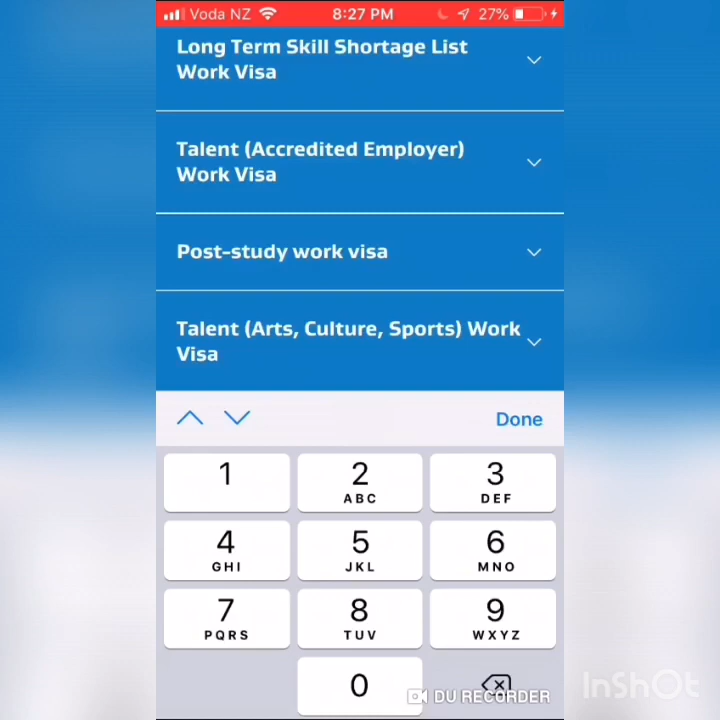 Voda NZ 8:27 PM 27%
Long Term Skill Shortage List
Work Visa
Talent (Accredited Employer)
Work Visa
Post-study work visa
Talent (Arts, Culture, Sports) Work
Visa
Done
1 2 3
ABC DEF
4 5 6
GHI JKL MNO
7 8 9
PQRS TUV WXYZ
0
DU RECORDER
InShOt